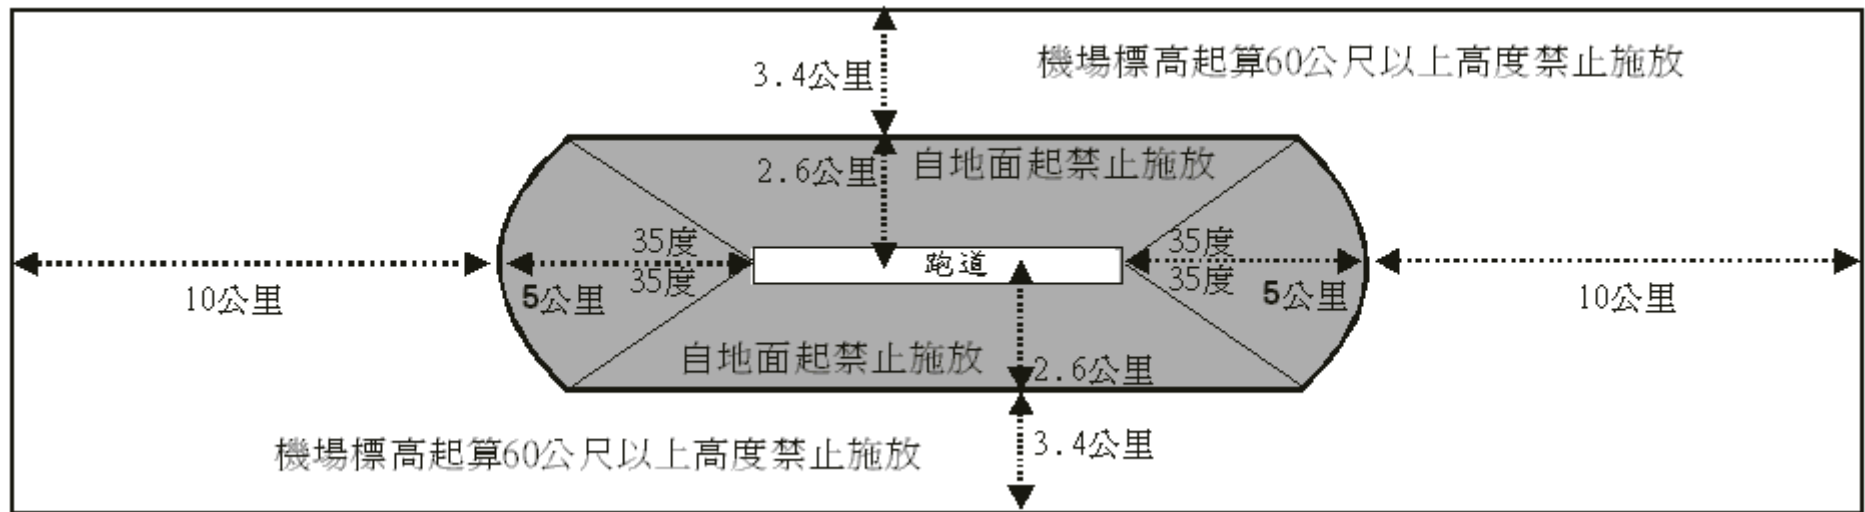 機場標高起算60公尺以上高度禁止施放
3.4公里
2.6公里
自地面起禁止施放
35度
35度
跑道
35度
35度
10公里
5公里
5公里
10公里
自地面起禁止施放
2.6公里
機場標高起算60公尺以上高度禁止施放
3.4公里